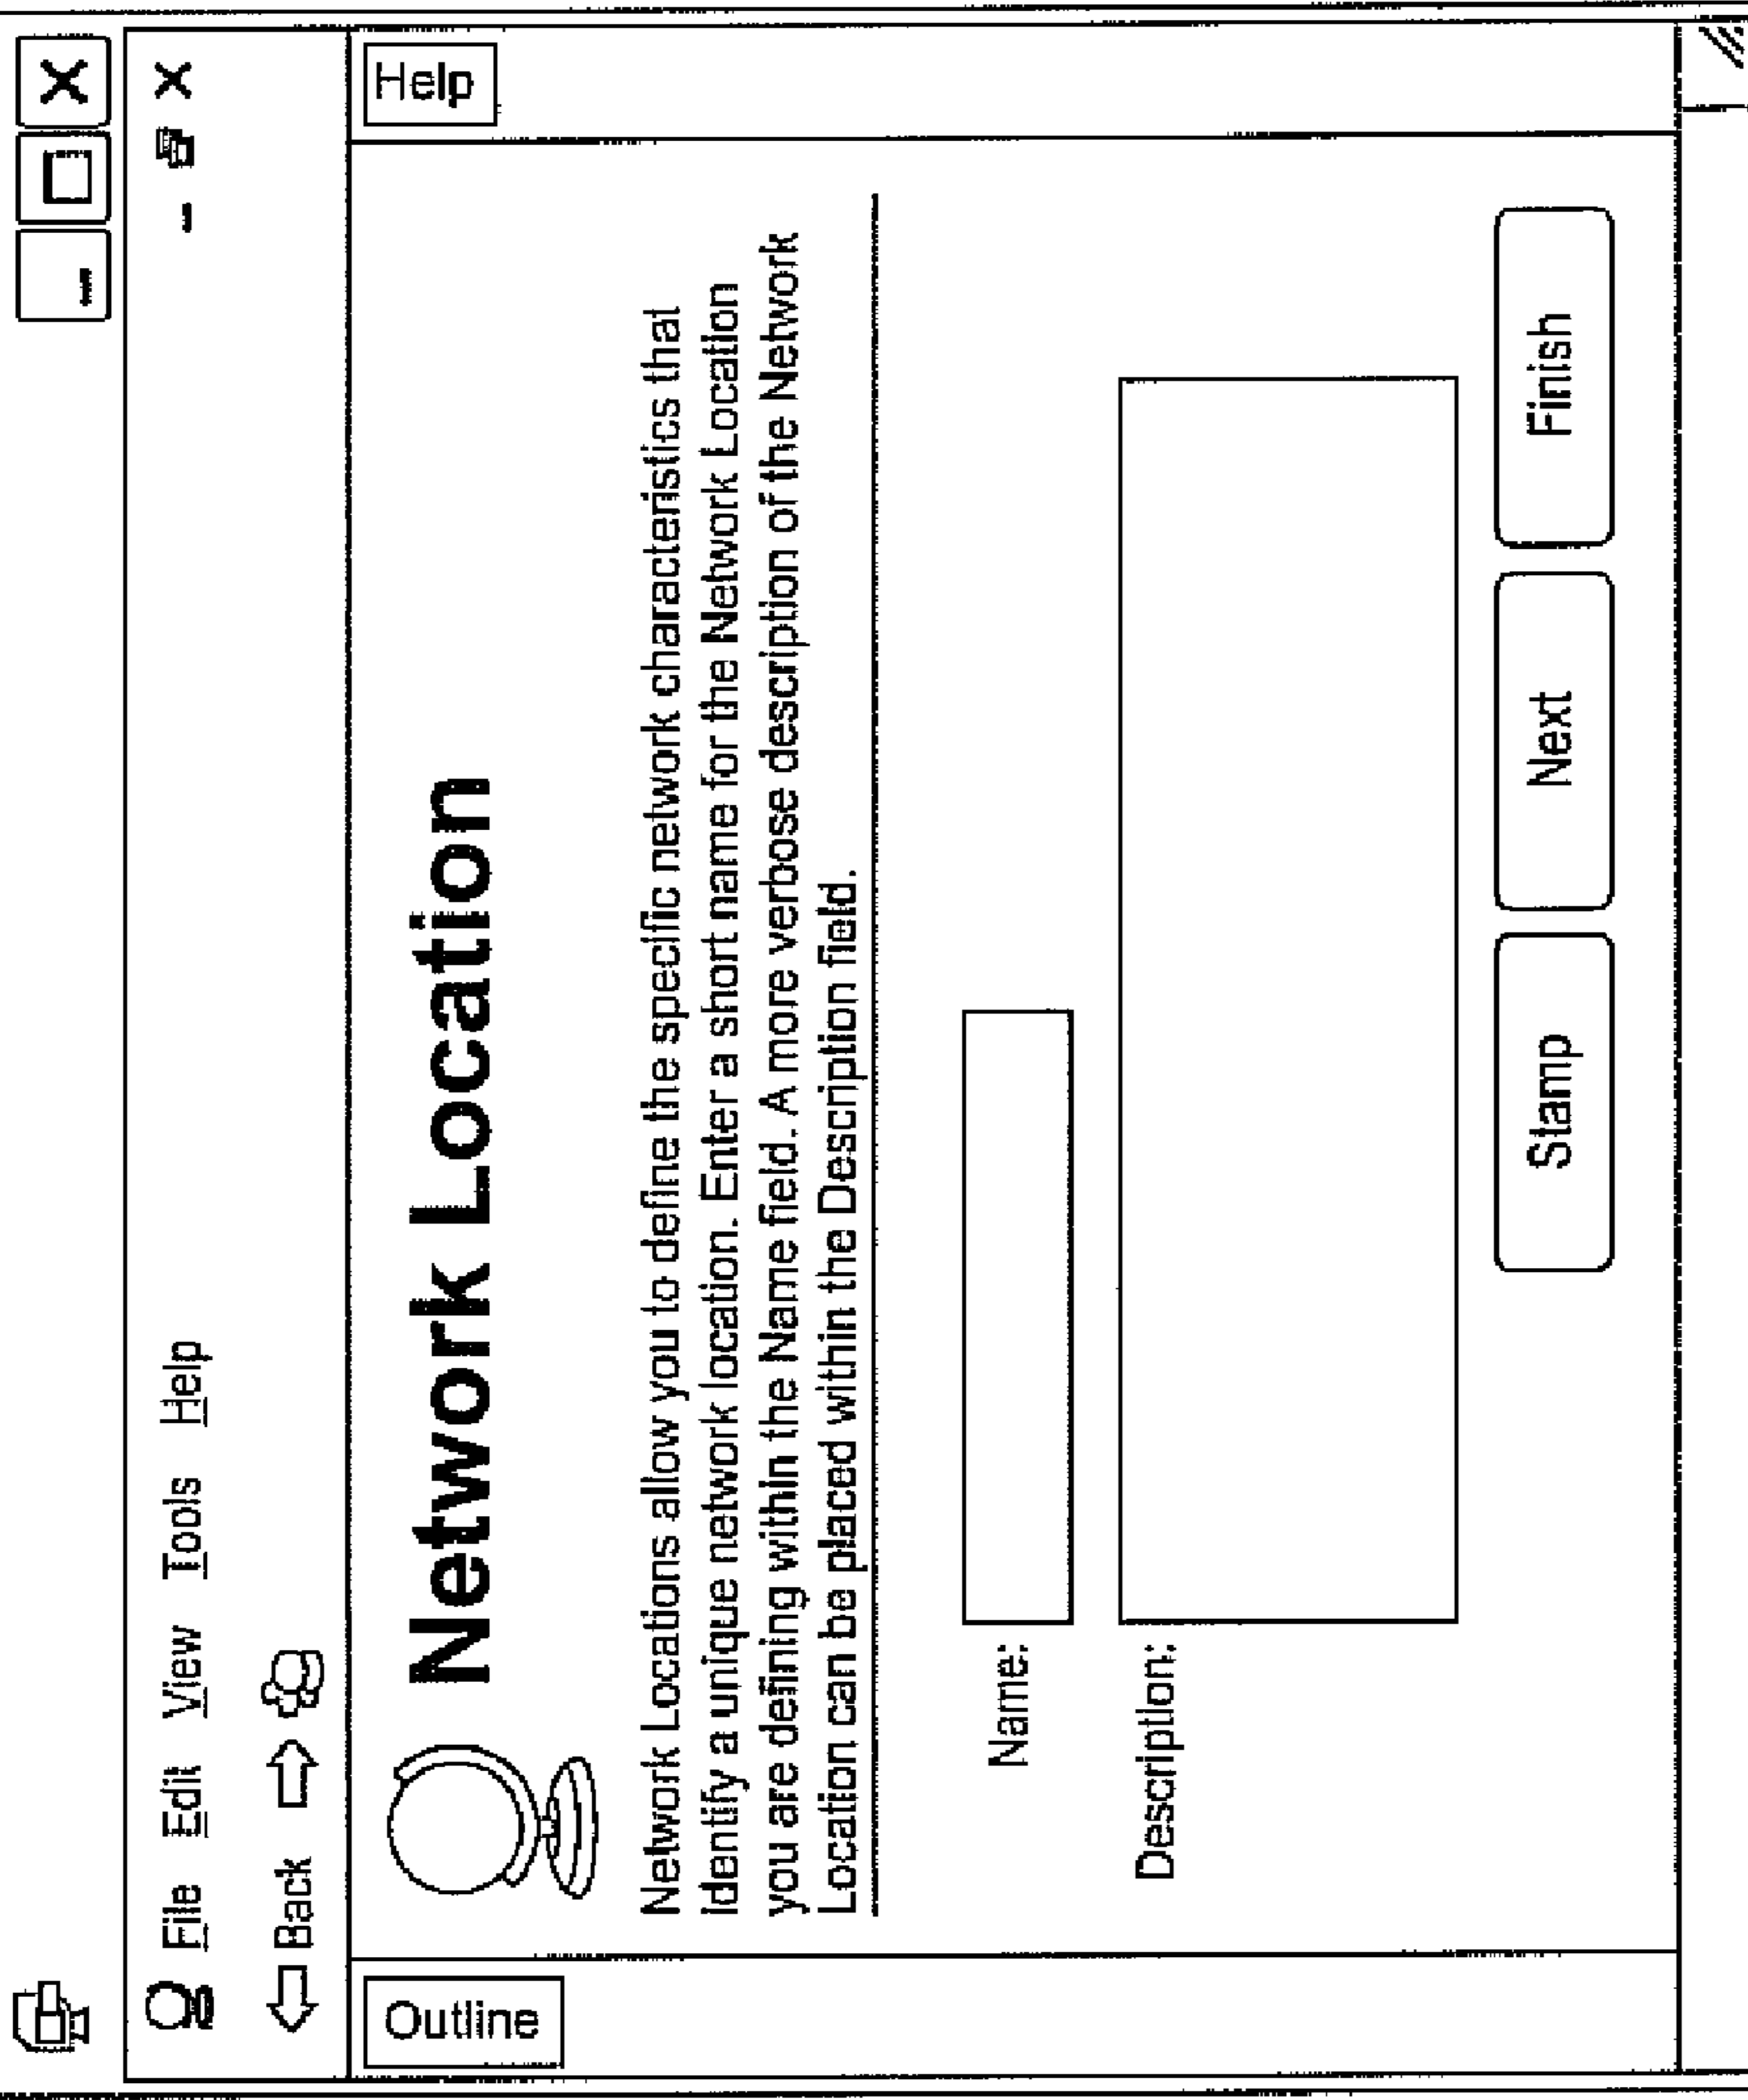 File Edit View Tools Help
Back
Outline
Help
Network Location
Network Locations allow you to define the specific network characteristics that
identify a unique network location. Enter a short name for the Network Location
you are defining within the Name field. A more verbose description of the Network
Location can be placed within the Description field.
Name:
Description:
Stamp Next Finish